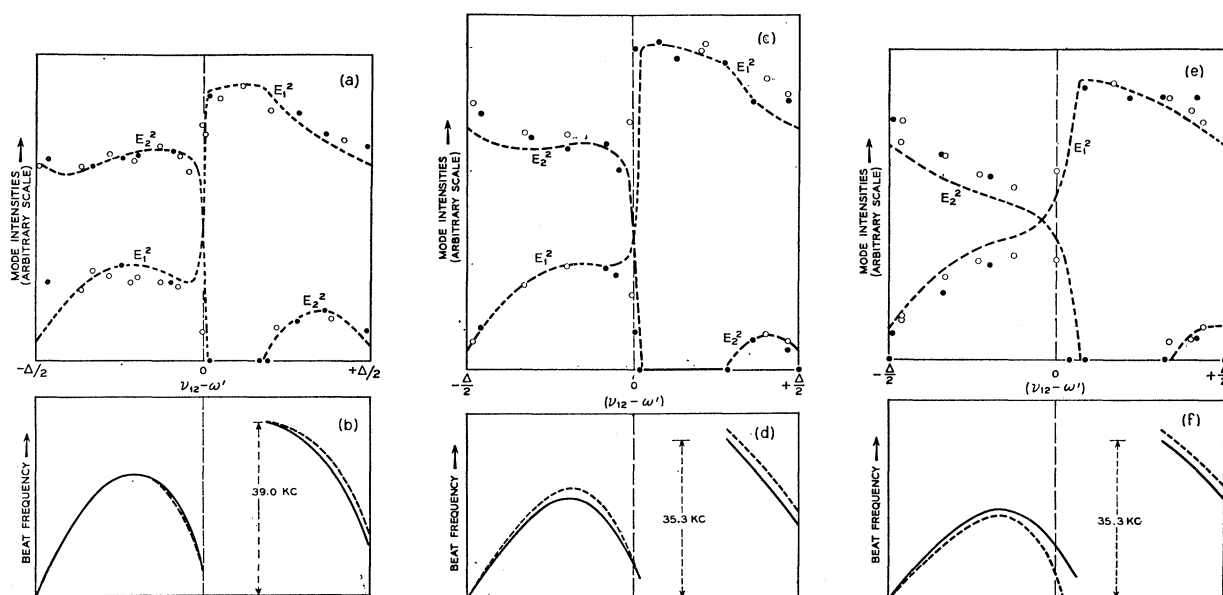 (a)
E₁²
E₂²
E₁²
E₂²
MODE INTENSITIES
(ARBITRARY SCALE)
-Δ/2
0
+Δ/2
ν₁₂-ω'
(b)
39.0 KC
BEAT FREQUENCY
(c)
E₁²
E₂²
E₁²
E₂²
MODE INTENSITIES
(ARBITRARY SCALE)
-Δ/2
0
+Δ/2
(ν₁₂-ω')
(d)
35.3 KC
BEAT FREQUENCY
(e)
E₁²
E₂²
MODE INTENSITIES
(ARBITRARY SCALE)
-Δ/2
0
(ν₁₂-ω')
(f)
35.3 KC
BEAT FREQUENCY